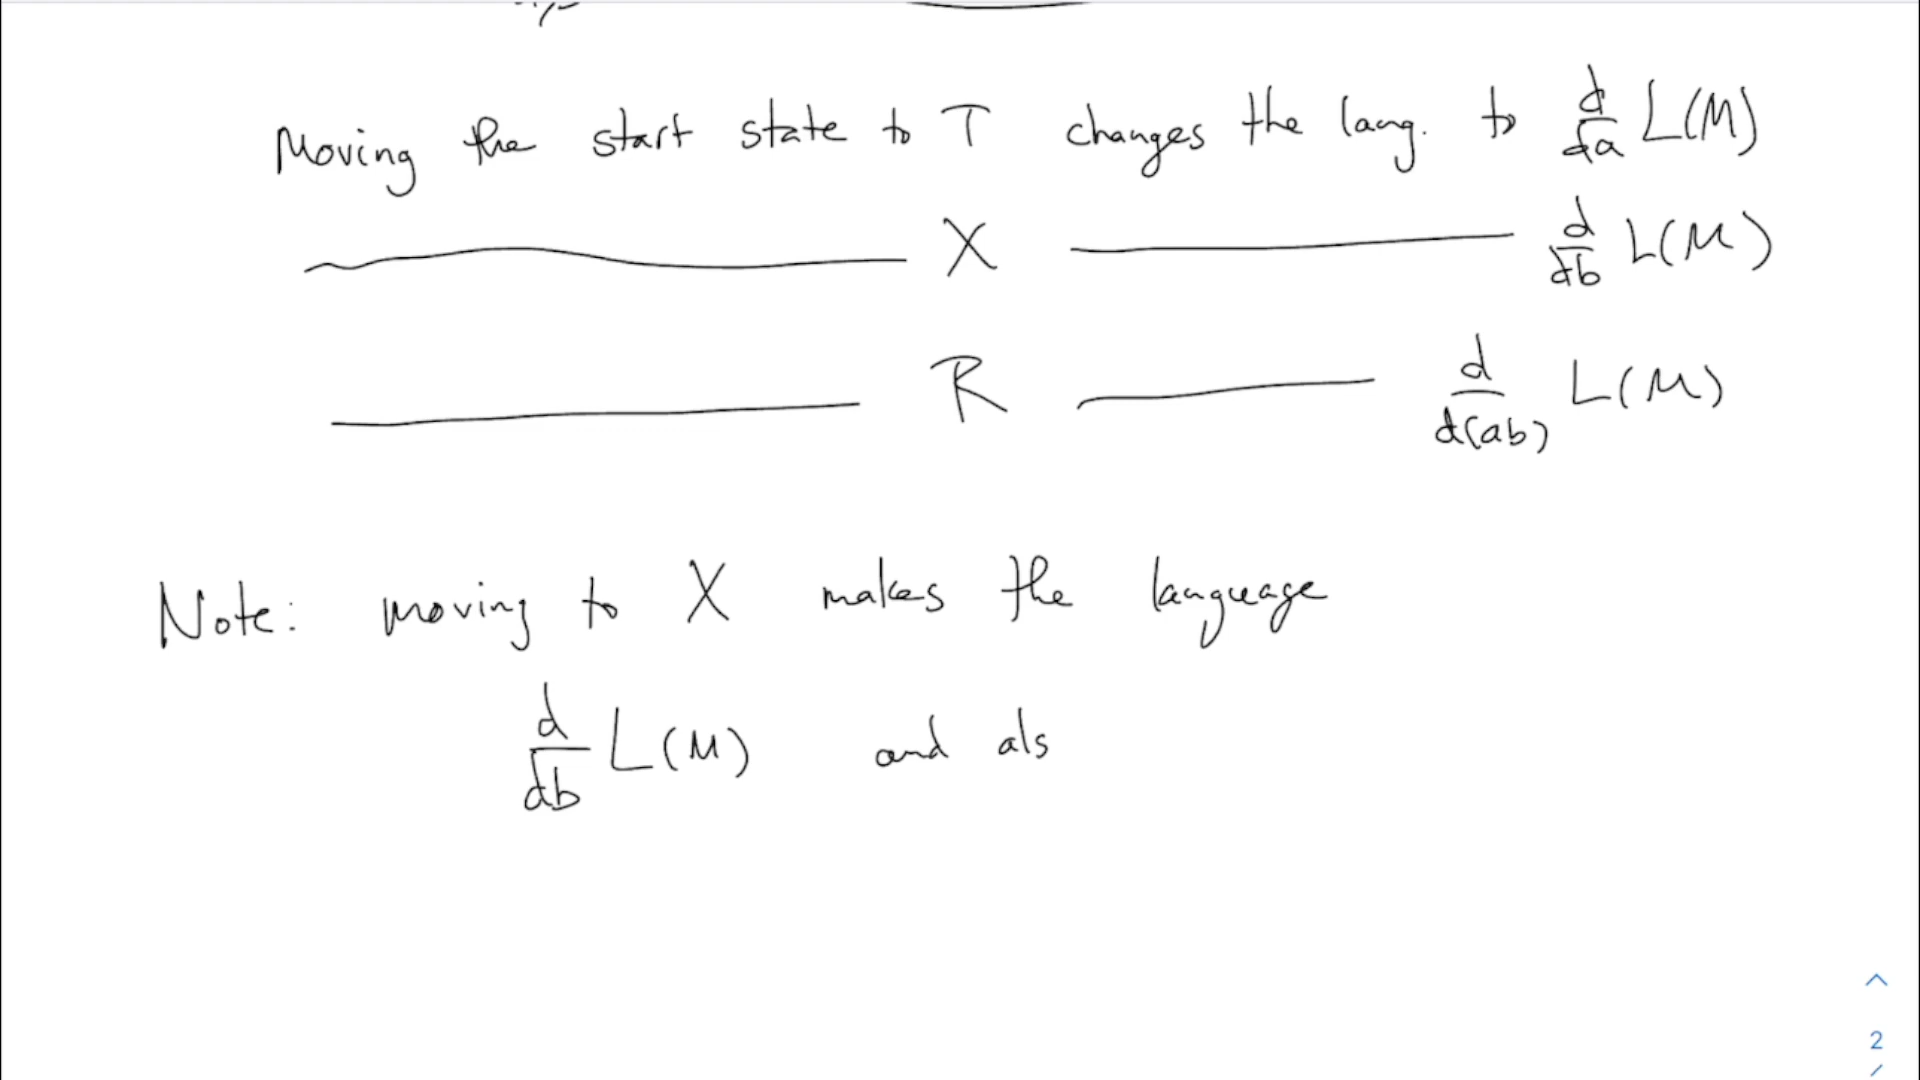 Moving the start state to T changes the lang. to d/da L(M)
X d/db L(M)
R d/d(ab) L(M)
Note: moving to X makes the language
d/db L(M) and als
2